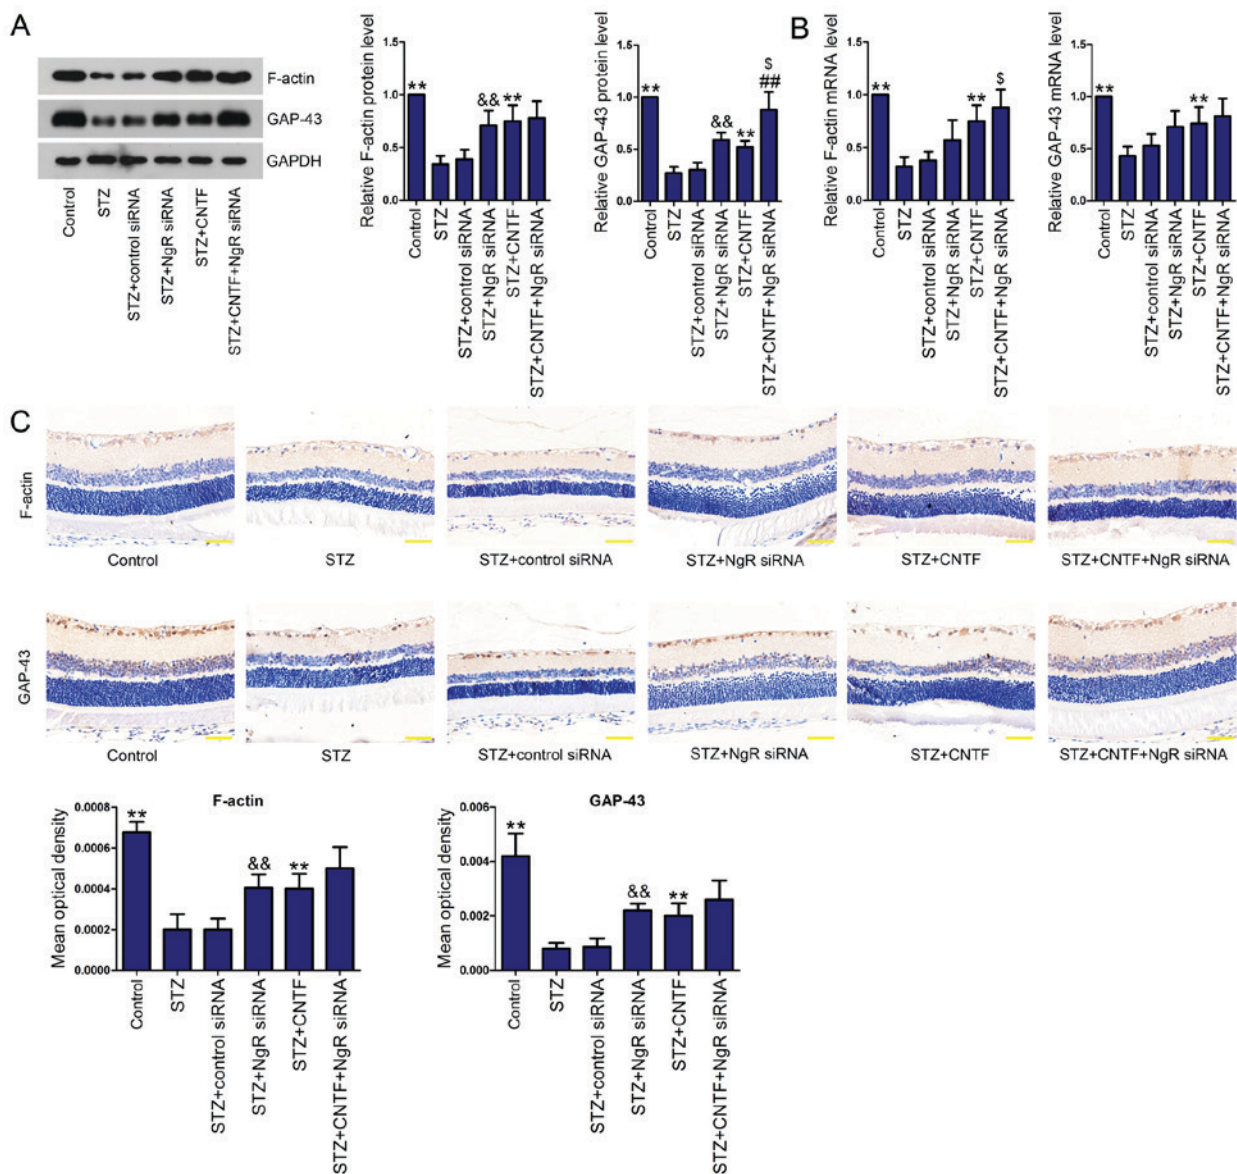 A
F-actin
GAP-43
GAPDH
Control
STZ
STZ+control siRNA
STZ+NgR siRNA
STZ+CNTF
STZ+CNTF+NgR siRNA
Relative F-actin protein level
1.5
1.0
0.5
0.0
**
&&
**
Control
STZ
STZ+control siRNA
STZ+NgR siRNA
STZ+CNTF
STZ+CNTF+NgR siRNA
Relative GAP-43 protein level
1.5
1.0
0.5
0.0
**
&&
**
$
##
Control
STZ
STZ+control siRNA
STZ+NgR siRNA
STZ+CNTF
STZ+CNTF+NgR siRNA
B
Relative F-actin mRNA level
1.5
1.0
0.5
0.0
**
**
$
Control
STZ
STZ+control siRNA
STZ+NgR siRNA
STZ+CNTF
STZ+CNTF+NgR siRNA
Relative GAP-43 mRNA level
1.5
1.0
0.5
0.0
**
**
Control
STZ
STZ+control siRNA
STZ+NgR siRNA
STZ+CNTF
STZ+CNTF+NgR siRNA
C
F-actin
Control
STZ
STZ+control siRNA
STZ+NgR siRNA
STZ+CNTF
STZ+CNTF+NgR siRNA
GAP-43
Control
STZ
STZ+control siRNA
STZ+NgR siRNA
STZ+CNTF
STZ+CNTF+NgR siRNA
F-actin
Mean optical density
0.0008
0.0006
0.0004
0.0002
0.0000
**
&&
**
Control
STZ
STZ+control siRNA
STZ+NgR siRNA
STZ+CNTF
STZ+CNTF+NgR siRNA
GAP-43
Mean optical density
0.006
0.004
0.002
0.000
**
&&
**
Control
STZ
STZ+control siRNA
STZ+NgR siRNA
STZ+CNTF
STZ+CNTF+NgR siRNA